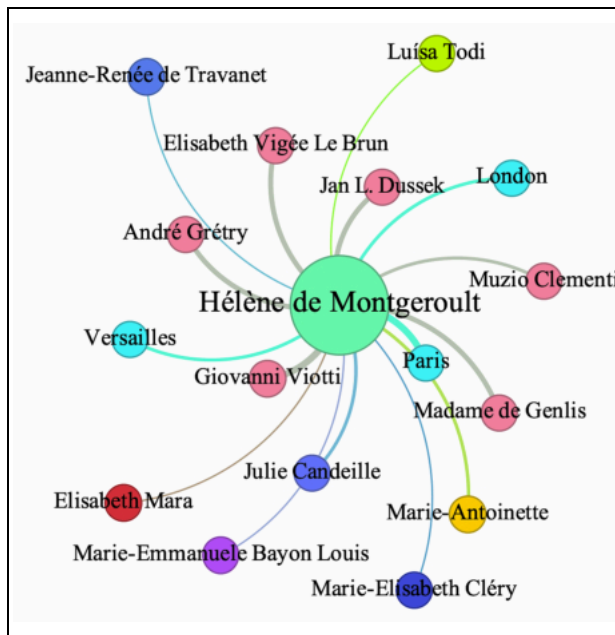 Luísa Todi
Jeanne-Renée de Travanet
Elisabeth Vigée Le Brun
Jan L. Dussek
London
André Grétry
Muzio Clementi
Hélène de Montgeroult
Versailles
Paris
Giovanni Viotti
Madame de Genlis
Julie Candeille
Elisabeth Mara
Marie-Antoinette
Marie-Emmanuele Bayon Louis
Marie-Elisabeth Cléry